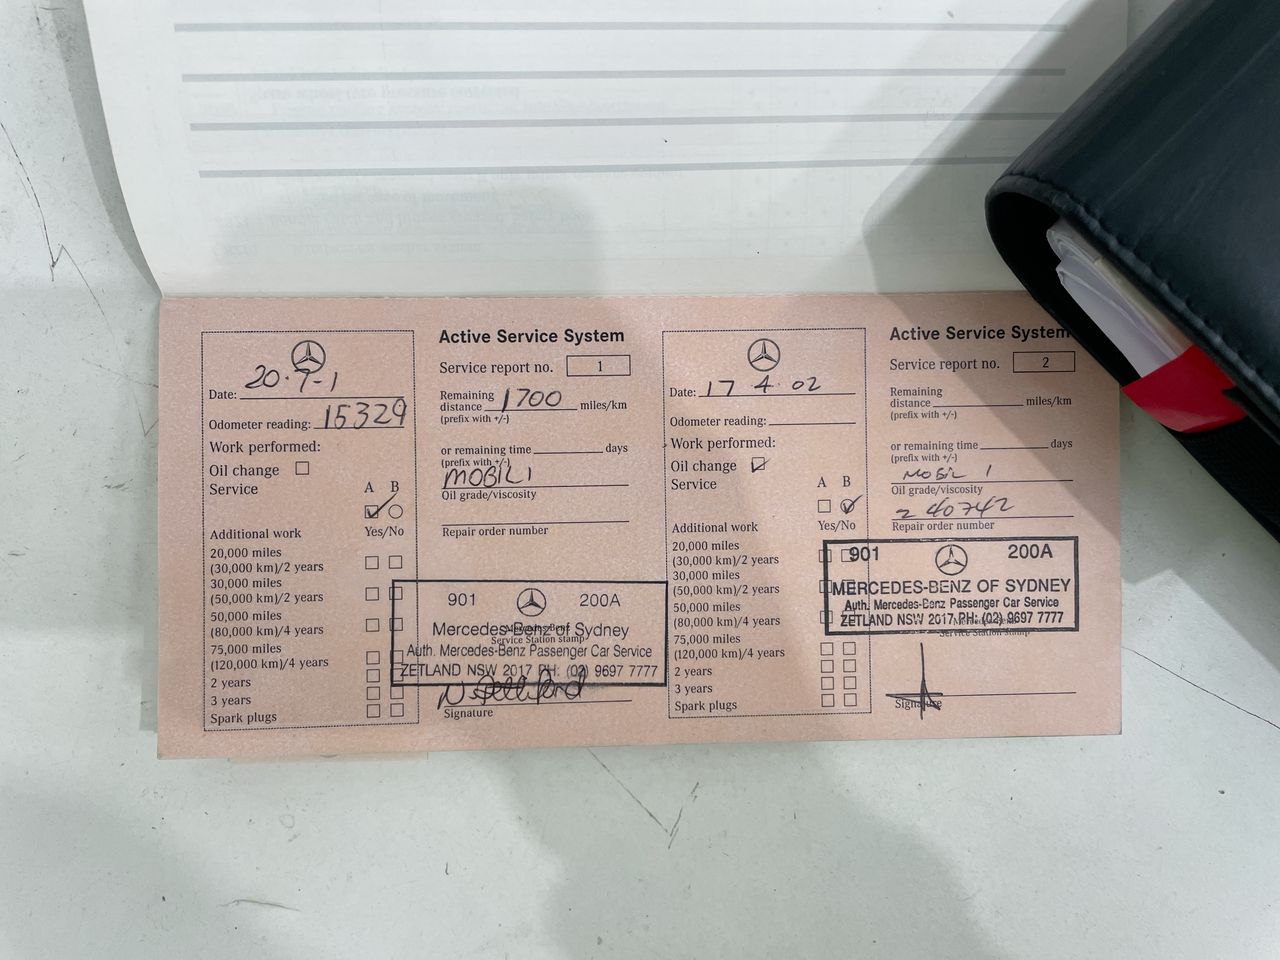 Date: 20-7-1
Odometer reading: 15329
Work performed:
Oil change
Service
A B
Additional work Yes/No
20,000 miles
(30,000 km)/2 years
30,000 miles
(50,000 km)/2 years
50,000 miles
(80,000 km)/4 years
75,000 miles
(120,000 km)/4 years
2 years
3 years
Spark plugs
Active Service System
Service report no. 1
Remaining
distance 1700 miles/km
(prefix with +/-)
or remaining time days
(prefix with +/-)
MOBIL 1
Oil grade/viscosity
Repair order number
901 200A
Mercedes-Benz of Sydney
Service Station stamp
Auth. Mercedes-Benz Passenger Car Service
ZETLAND NSW 2017 PH: (02) 9697 7777
Signature
Date: 17 4.02
Odometer reading:
Work performed:
Oil change
Service
A B
Additional work Yes/No
20,000 miles
(30,000 km)/2 years
30,000 miles
(50,000 km)/2 years
50,000 miles
(80,000 km)/4 years
75,000 miles
(120,000 km)/4 years
2 years
3 years
Spark plugs
Active Service System
Service report no. 2
Remaining
distance miles/km
(prefix with +/-)
or remaining time days
(prefix with +/-)
MOBIL 1
Oil grade/viscosity
240742
Repair order number
901 200A
MERCEDES-BENZ OF SYDNEY
Auth. Mercedes-Benz Passenger Car Service
ZETLAND NSW 2017 PH: (02) 9697 7777
Service Station stamp
Signature